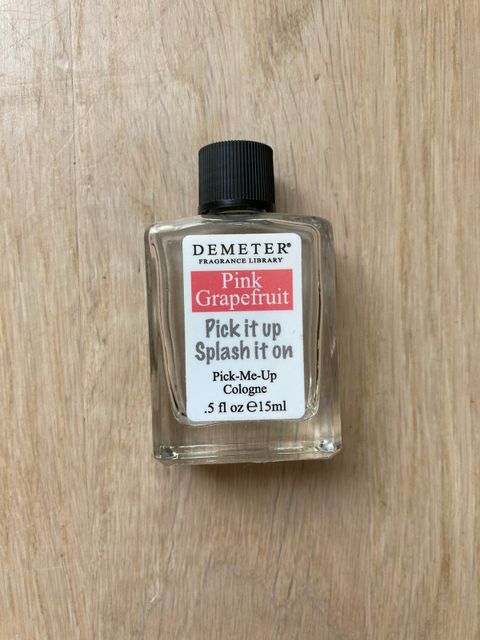 DEMETER®
FRAGRANCE LIBRARY
Pink
Grapefruit
Pick it up
Splash it on
Pick-Me-Up
Cologne
.5 fl oz ℮15ml